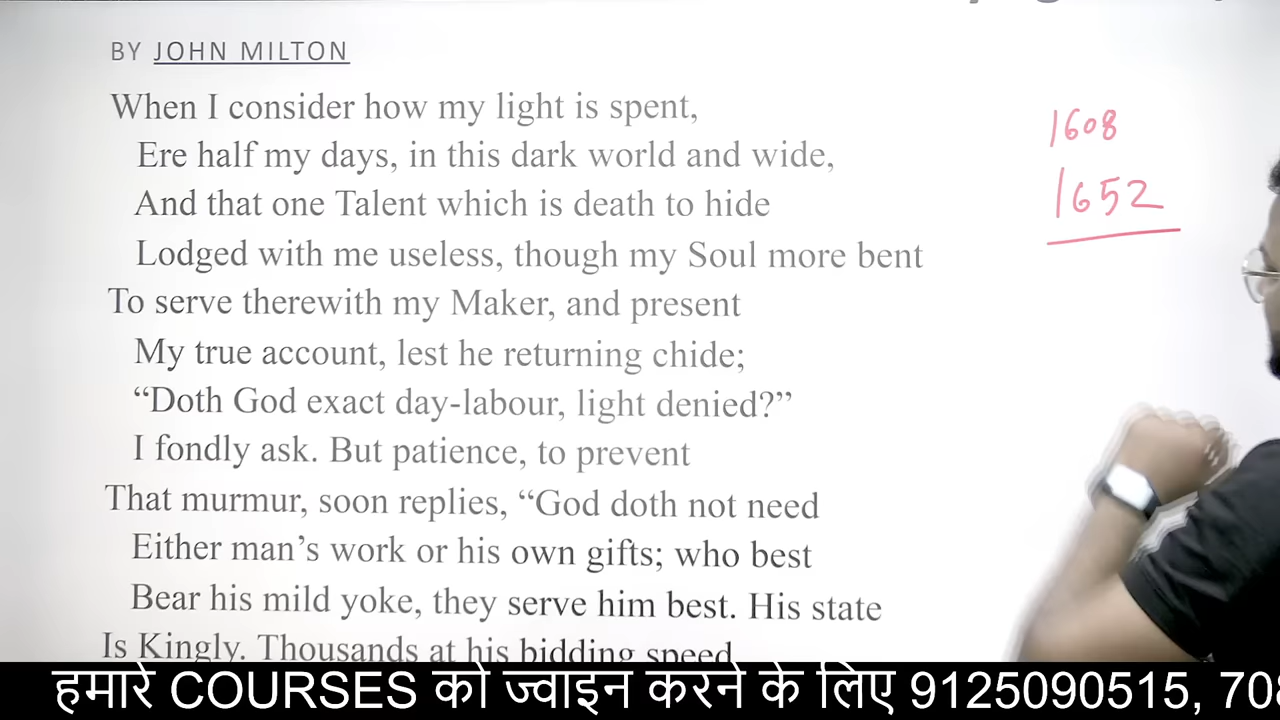 BY JOHN MILTON
When I consider how my light is spent,
Ere half my days, in this dark world and wide,
And that one Talent which is death to hide
Lodged with me useless, though my Soul more bent
To serve therewith my Maker, and present
My true account, lest he returning chide;
“Doth God exact day-labour, light denied?”
I fondly ask. But patience, to prevent
That murmur, soon replies, “God doth not need
Either man’s work or his own gifts; who best
Bear his mild yoke, they serve him best. His state
Is Kingly. Thousands at his bidding speed
1608
1652
हमारे COURSES को ज्वाइन करने के लिए 9125090515, 70